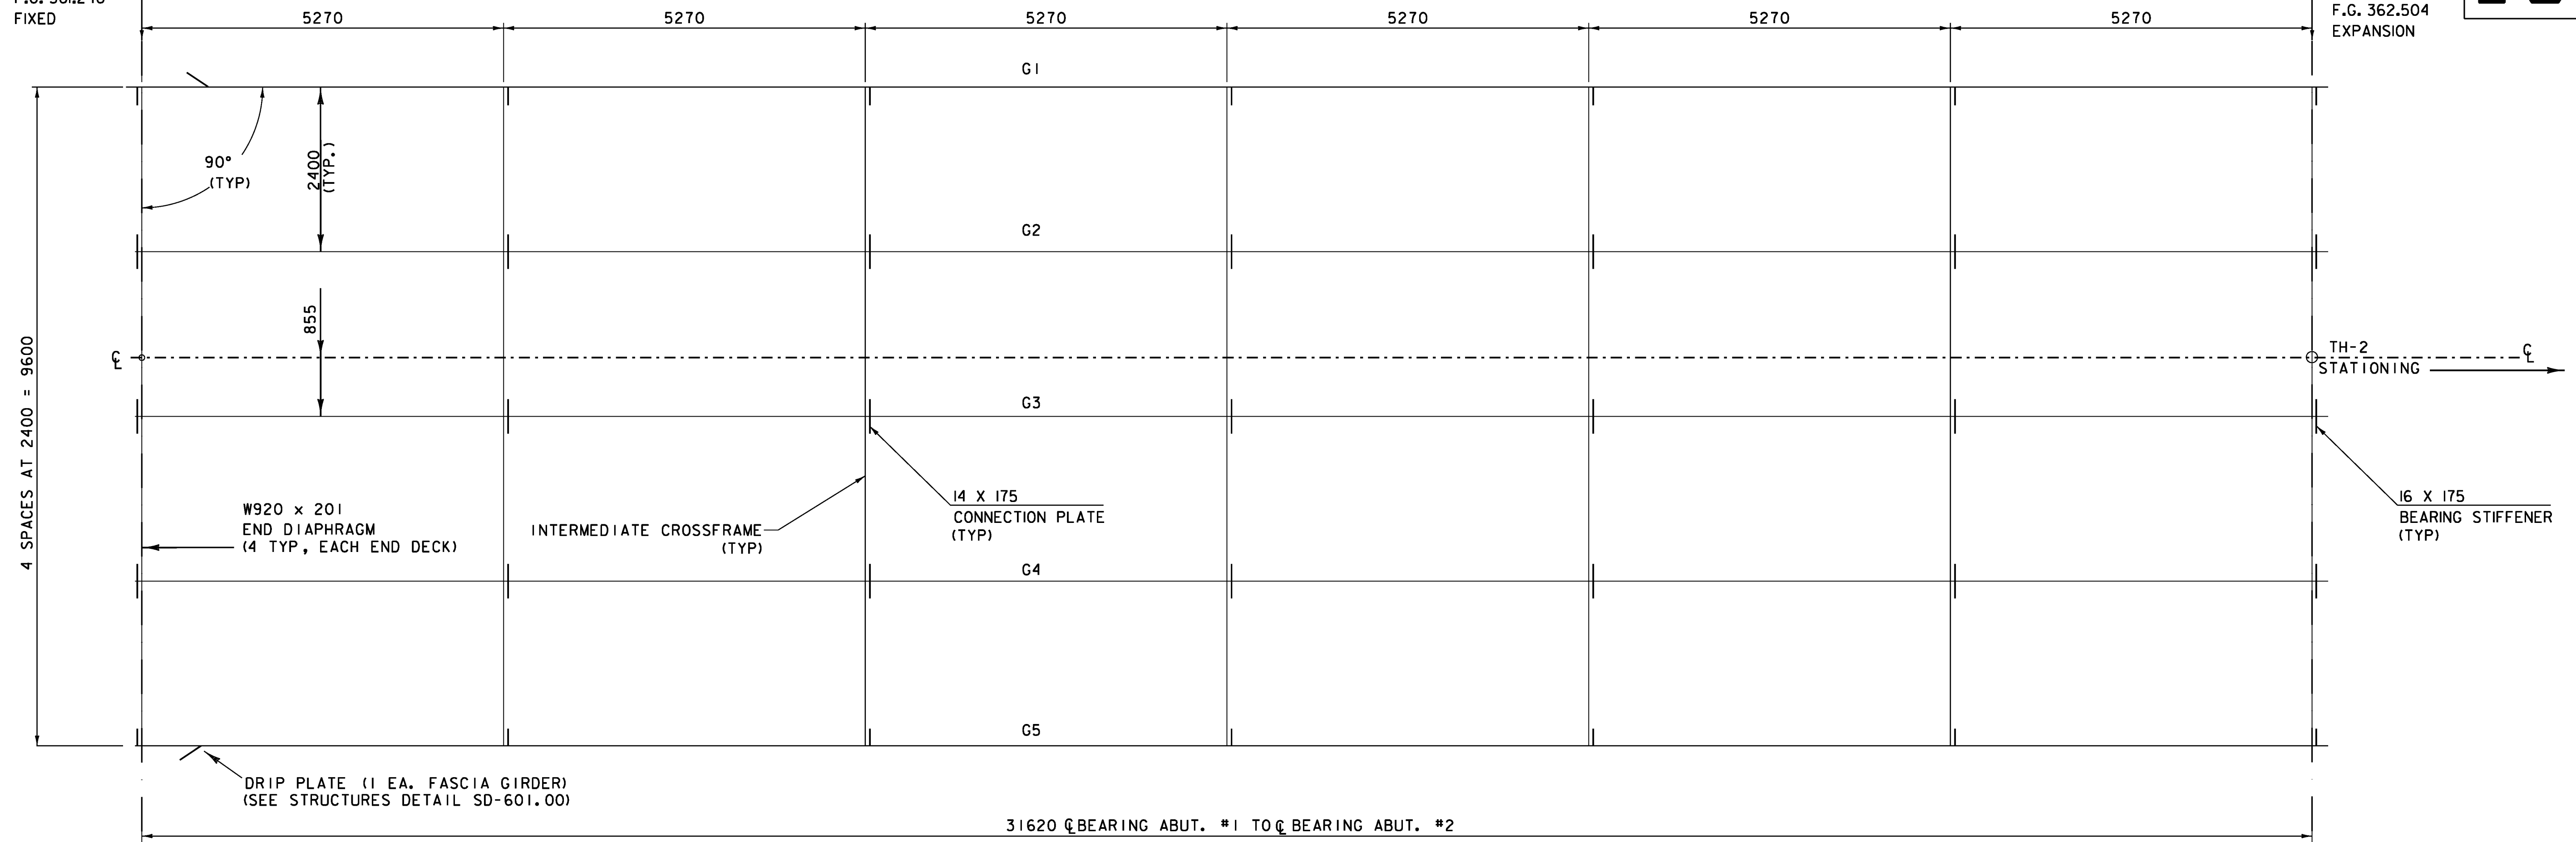 FIXED
5270
5270
5270
5270
5270
5270
F.G. 362.504
EXPANSION
G1
90°
(TYP)
2400
(TYP.)
G2
855
4 SPACES AT 2400 = 9600
℄
TH-2
℄
STATIONING
G3
W920 x 201
END DIAPHRAGM
(4 TYP, EACH END DECK)
INTERMEDIATE CROSSFRAME
(TYP)
14 X 175
CONNECTION PLATE
(TYP)
16 X 175
BEARING STIFFENER
(TYP)
G4
G5
DRIP PLATE (1 EA. FASCIA GIRDER)
(SEE STRUCTURES DETAIL SD-601.00)
31620 ℄ BEARING ABUT. #1 TO ℄ BEARING ABUT. #2